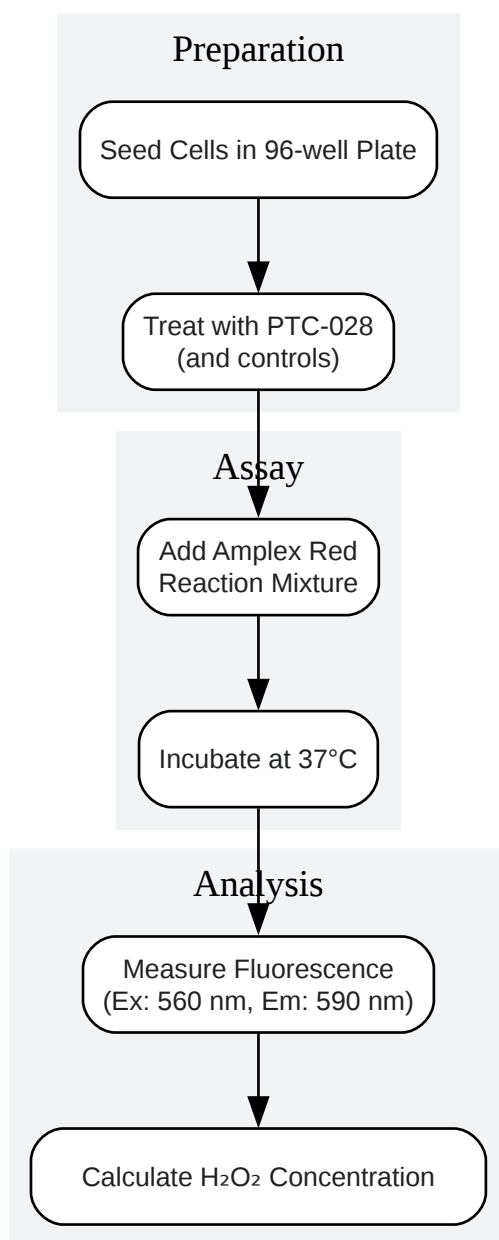 Preparation
Seed Cells in 96-well Plate
Treat with PTC-028
(and controls)
Assay
Add Amplex Red
Reaction Mixture
Incubate at 37°C
Analysis
Measure Fluorescence
(Ex: 560 nm, Em: 590 nm)
Calculate H₂O₂ Concentration